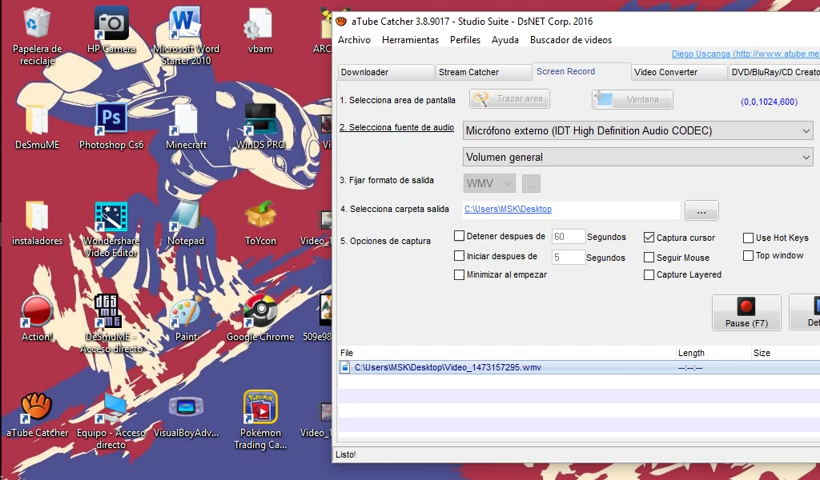 Papelera de
reciclaje
HP Camera
Microsoft Word
Starter 2010
vbam
ARC
DeSmuME
Photoshop Cs6
Minecraft
WinDS PRO
instaladores
Wondershare
Video Editor
Notepad
ToYcon
Video_
Action!
DeSmuME -
Acceso directo
Paint
Google Chrome
509e98
aTube Catcher
Equipo - Acceso
directo
VisualBoyAdv...
Pokémon
Trading Ca...
Video_1
aTube Catcher 3.8.9017 - Studio Suite - DsNET Corp. 2016
Archivo Herramientas Perfiles Ayuda Buscador de videos
Diego Uscanga (http://www.atube.me
Downloader Stream Catcher Screen Record Video Converter DVD/BluRay/CD Creato
1. Selecciona area de pantalla Trazar area Ventana (0,0,1024,600)
2. Selecciona fuente de audio Micrófono externo (IDT High Definition Audio CODEC)
Volumen general
3. Fijar formato de salida WMV ...
4. Selecciona carpeta salida C:\Users\MSK\Desktop ...
5. Opciones de captura Detener despues de 60 Segundos Captura cursor Use Hot Keys
Iniciar despues de 5 Segundos Seguir Mouse Top window
Minimizar al empezar Capture Layered
Pause (F7) Det
File Length Size
C:\Users\MSK\Desktop\Video_1473157295.wmv --:--:--
Listo!